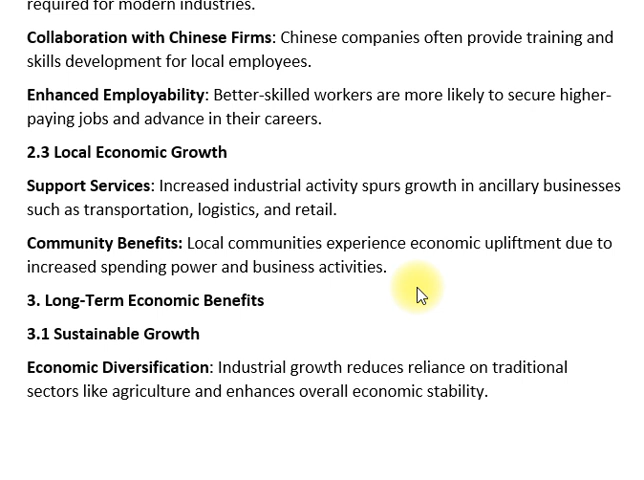 required for modern industries.
Collaboration with Chinese Firms: Chinese companies often provide training and
skills development for local employees.
Enhanced Employability: Better-skilled workers are more likely to secure higher-
paying jobs and advance in their careers.
2.3 Local Economic Growth
Support Services: Increased industrial activity spurs growth in ancillary businesses
such as transportation, logistics, and retail.
Community Benefits: Local communities experience economic upliftment due to
increased spending power and business activities.
3. Long-Term Economic Benefits
3.1 Sustainable Growth
Economic Diversification: Industrial growth reduces reliance on traditional
sectors like agriculture and enhances overall economic stability.